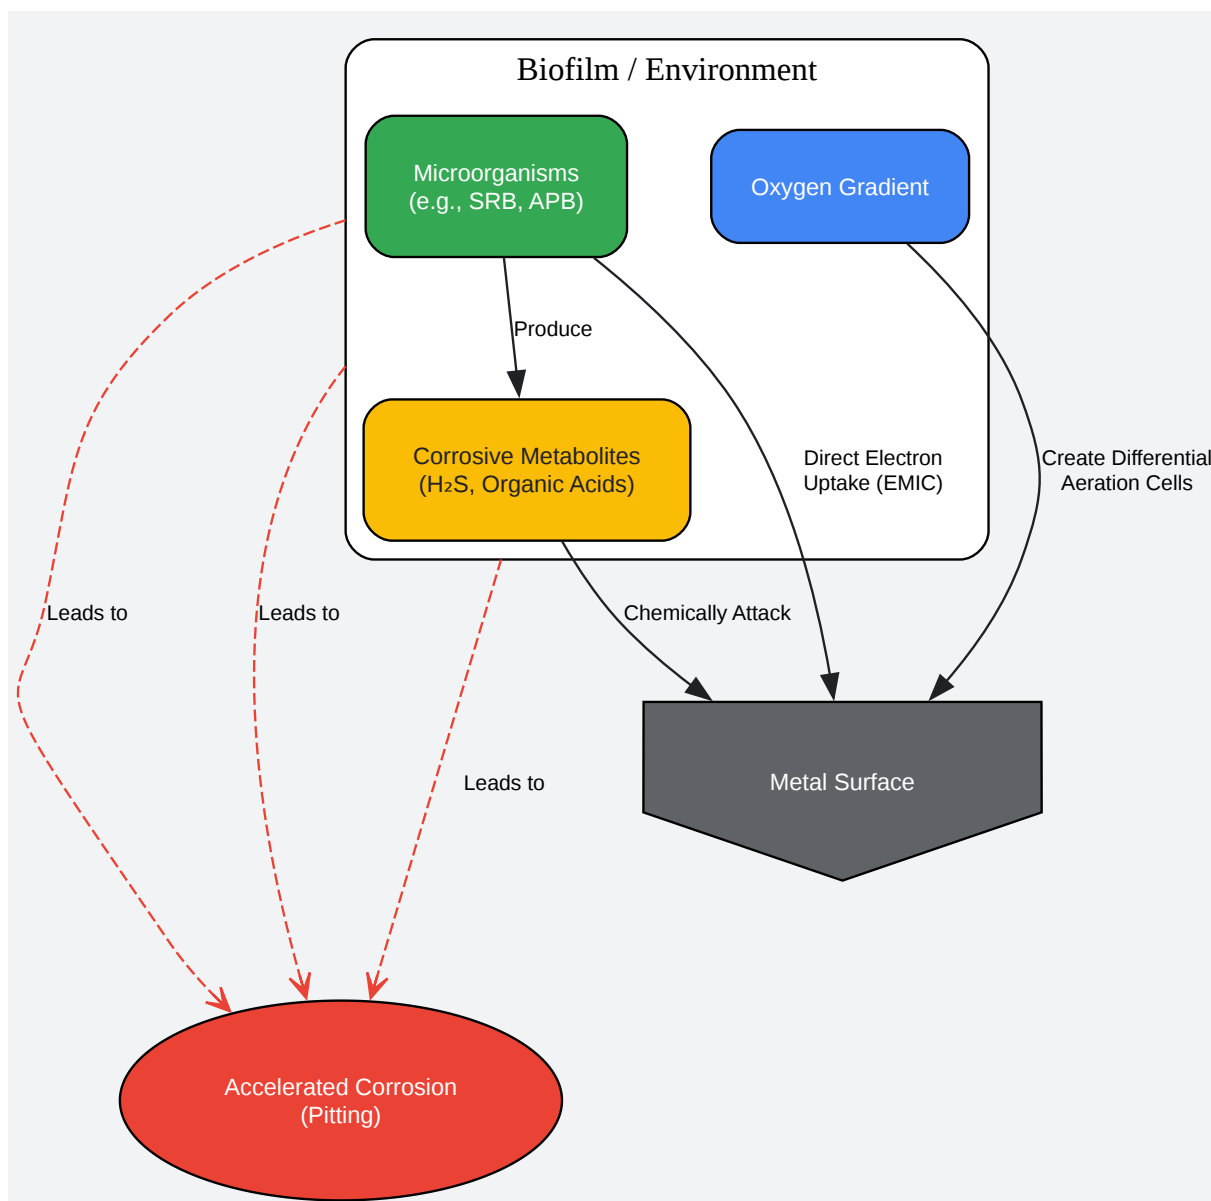 Biofilm / Environment
Microorganisms
(e.g., SRB, APB)
Oxygen Gradient
Produce
Corrosive Metabolites
(H₂S, Organic Acids)
Direct Electron
Uptake (EMIC)
Create Differential
Aeration Cells
Leads to
Leads to
Chemically Attack
Leads to
Metal Surface
Accelerated Corrosion
(Pitting)